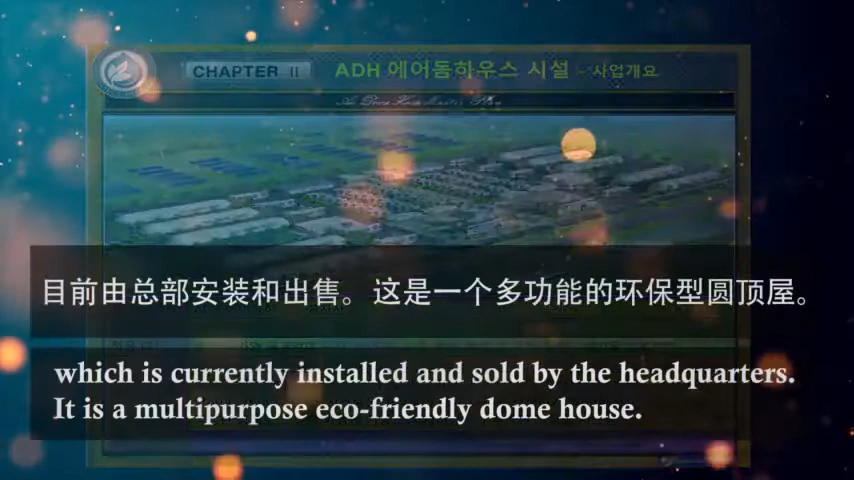 CHAPTER II
ADH 에어돔하우스 시설 - 사업개요
目前由总部安装和出售。这是一个多功能的环保型圆顶屋。
which is currently installed and sold by the headquarters.
It is a multipurpose eco-friendly dome house.